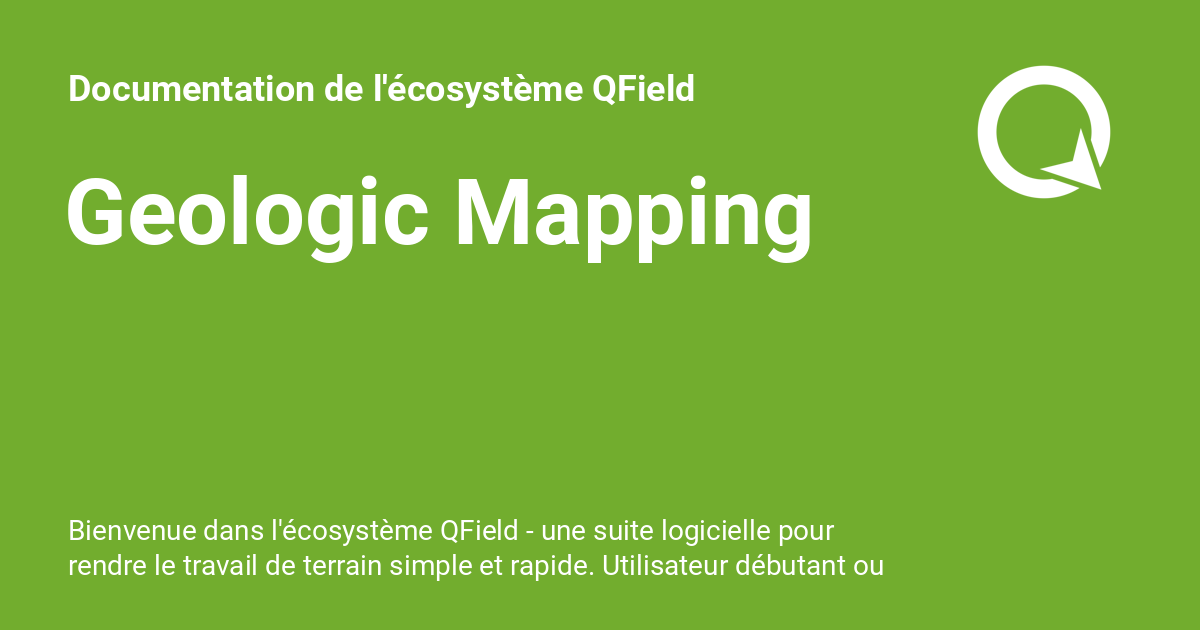 Documentation de l'écosystème QField
Geologic Mapping
Bienvenue dans l'écosystème QField - une suite logicielle pour
rendre le travail de terrain simple et rapide. Utilisateur débutant ou